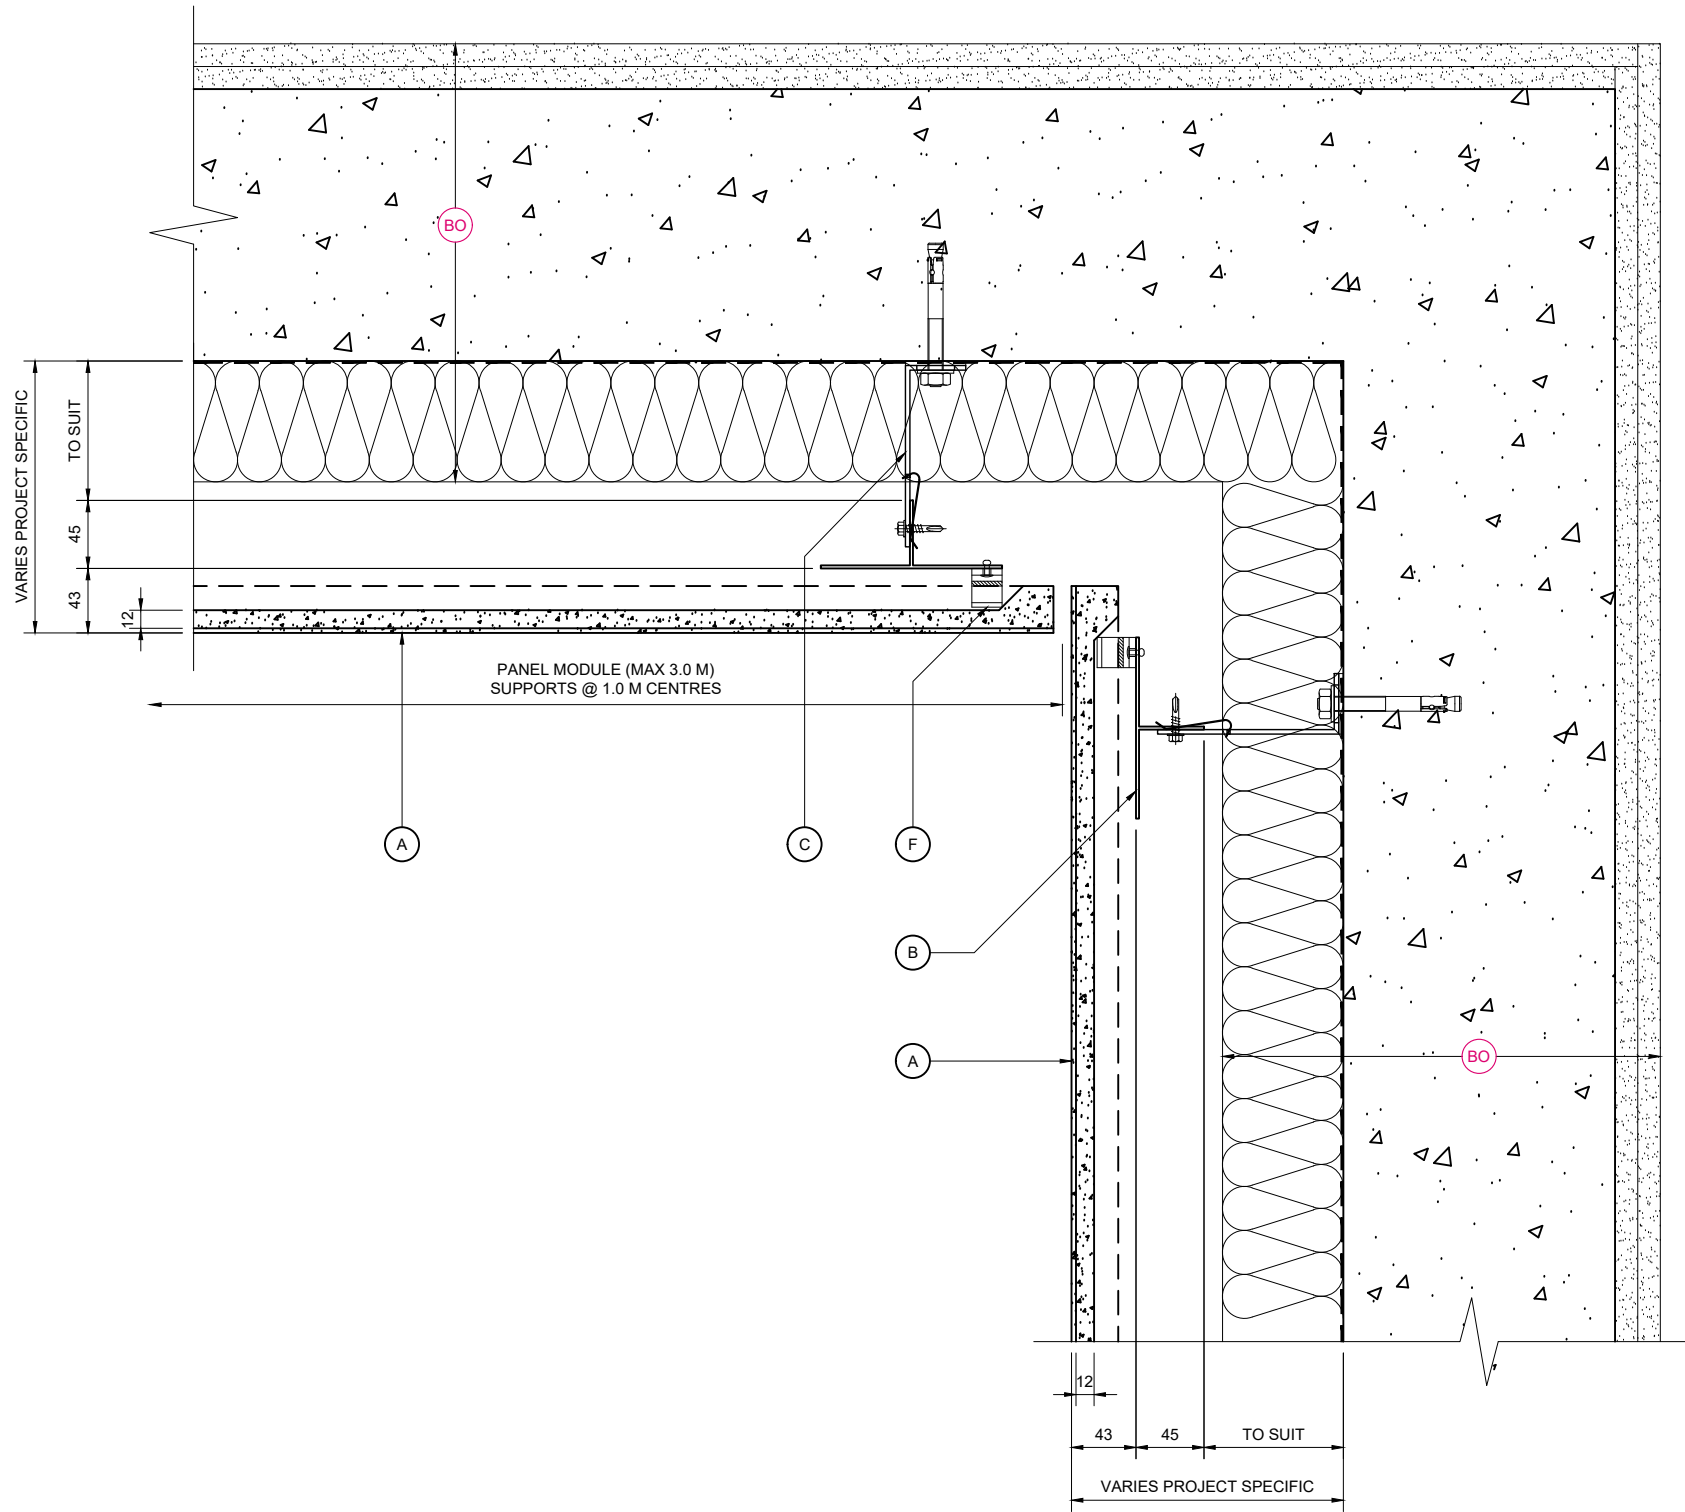 BO
VARIES PROJECT SPECIFIC
TO SUIT
45
43
12
PANEL MODULE (MAX 3.0 M)
SUPPORTS @ 1.0 M CENTRES
A
C
F
B
A
BO
12
43
45
TO SUIT
VARIES PROJECT SPECIFIC